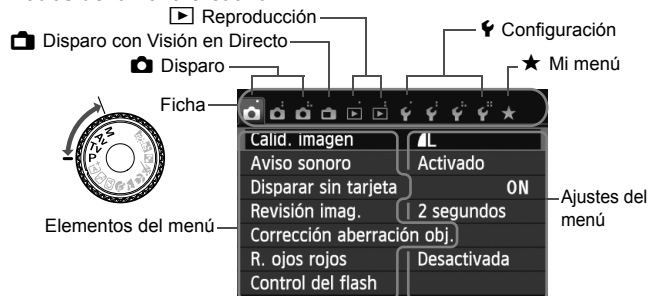 Reproducción
Configuración
Disparo con Visión en Directo
Mi menú
Disparo
Ficha
M
Av
Tv
P
Calid. imagen L
Aviso sonoro Activado
Disparar sin tarjeta ON
Revisión imag. 2 segundos
Corrección aberración obj.
R. ojos rojos Desactivada
Control del flash
Elementos del menú
Ajustes del
menú